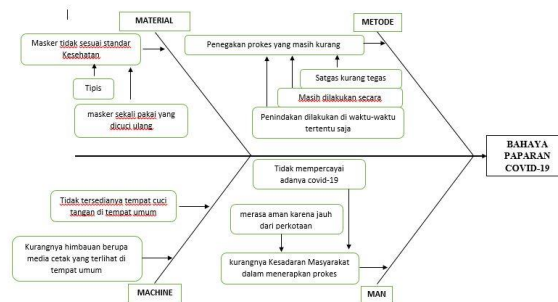 MATERIAL
METODE
Masker tidak sesuai standar
Kesehatan
Tipis
masker sekali pakai yang
dicuci ulang
Penegakan prokes yang masih kurang
Satgas kurang tegas
Masih dilakukan secara
Penindakan dilakukan di waktu-waktu
tertentu saja
BAHAYA
PAPARAN
COVID-19
Tidak mempercayai
adanya covid-19
Tidak tersedianya tempat cuci
tangan di tempat umum
merasa aman karena jauh
dari perkotaan
Kurangnya himbauan berupa
media cetak yang terlihat di
tempat umum
kurangnya Kesadaran Masyarakat
dalam menerapkan prokes
MACHINE
MAN